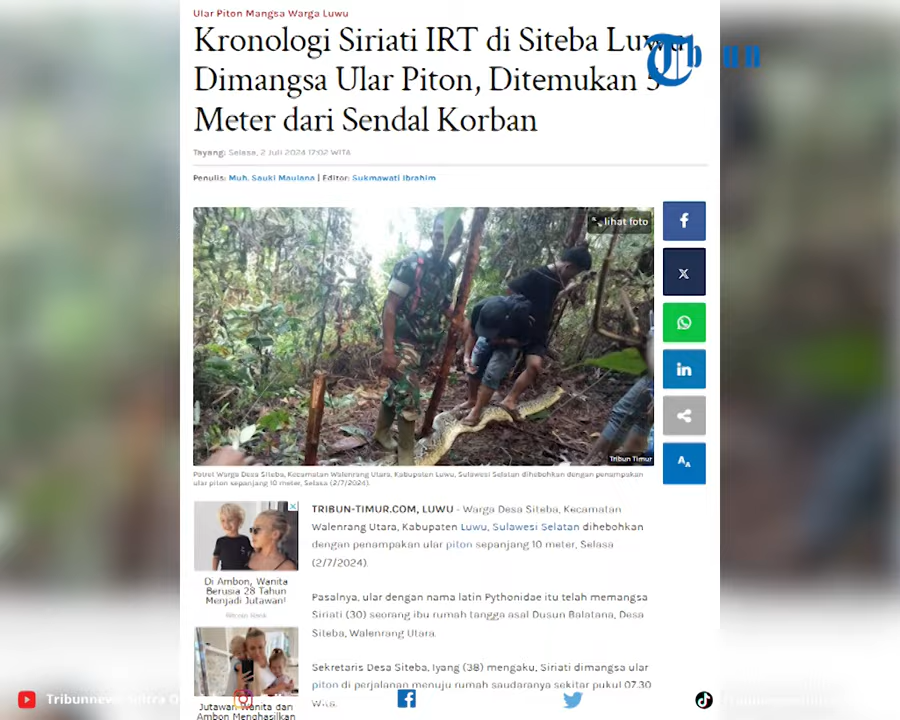 Ular Piton Mangsa Warga Luwu
Kronologi Siriati IRT di Siteba
Dimangsa Ular Piton, Ditemukan 5
Meter dari Sendal Korban
Tribun
Tayang: Selasa, 2 Juli 2024 17:02 WITA
Penulis: Muh. Sauki Maulana | Editor: Sukmawati Ibrahim
lihat foto
Tribun Timur
Potret Warga Desa Siteba, Kecamatan Walenrang Utara, Kabupaten Luwu, Sulawesi Selatan dihebohkan dengan penampakan
ular piton sepanjang 10 meter, Selasa (2/7/2024).
TRIBUN-TIMUR.COM, LUWU - Warga Desa Siteba, Kecamatan
Walenrang Utara, Kabupaten Luwu, Sulawesi Selatan dihebohkan
dengan penampakan ular piton sepanjang 10 meter, Selasa
(2/7/2024).
Di Ambon, Wanita
Berusia 28 Tahun
Menjadi Jutawan!
Pasalnya, ular dengan nama latin Pythonidae itu telah memangsa
Siriati (30) seorang ibu rumah tangga asal Dusun Balatana, Desa
Siteba, Walenrang Utara.
Sekretaris Desa Siteba, Iyang (38) mengaku, Siriati dimangsa ular
piton di perjalanan menuju rumah saudaranya sekitar pukul 07.30
Wita.
Jutawan wanita dari
Ambon Menghasilkan